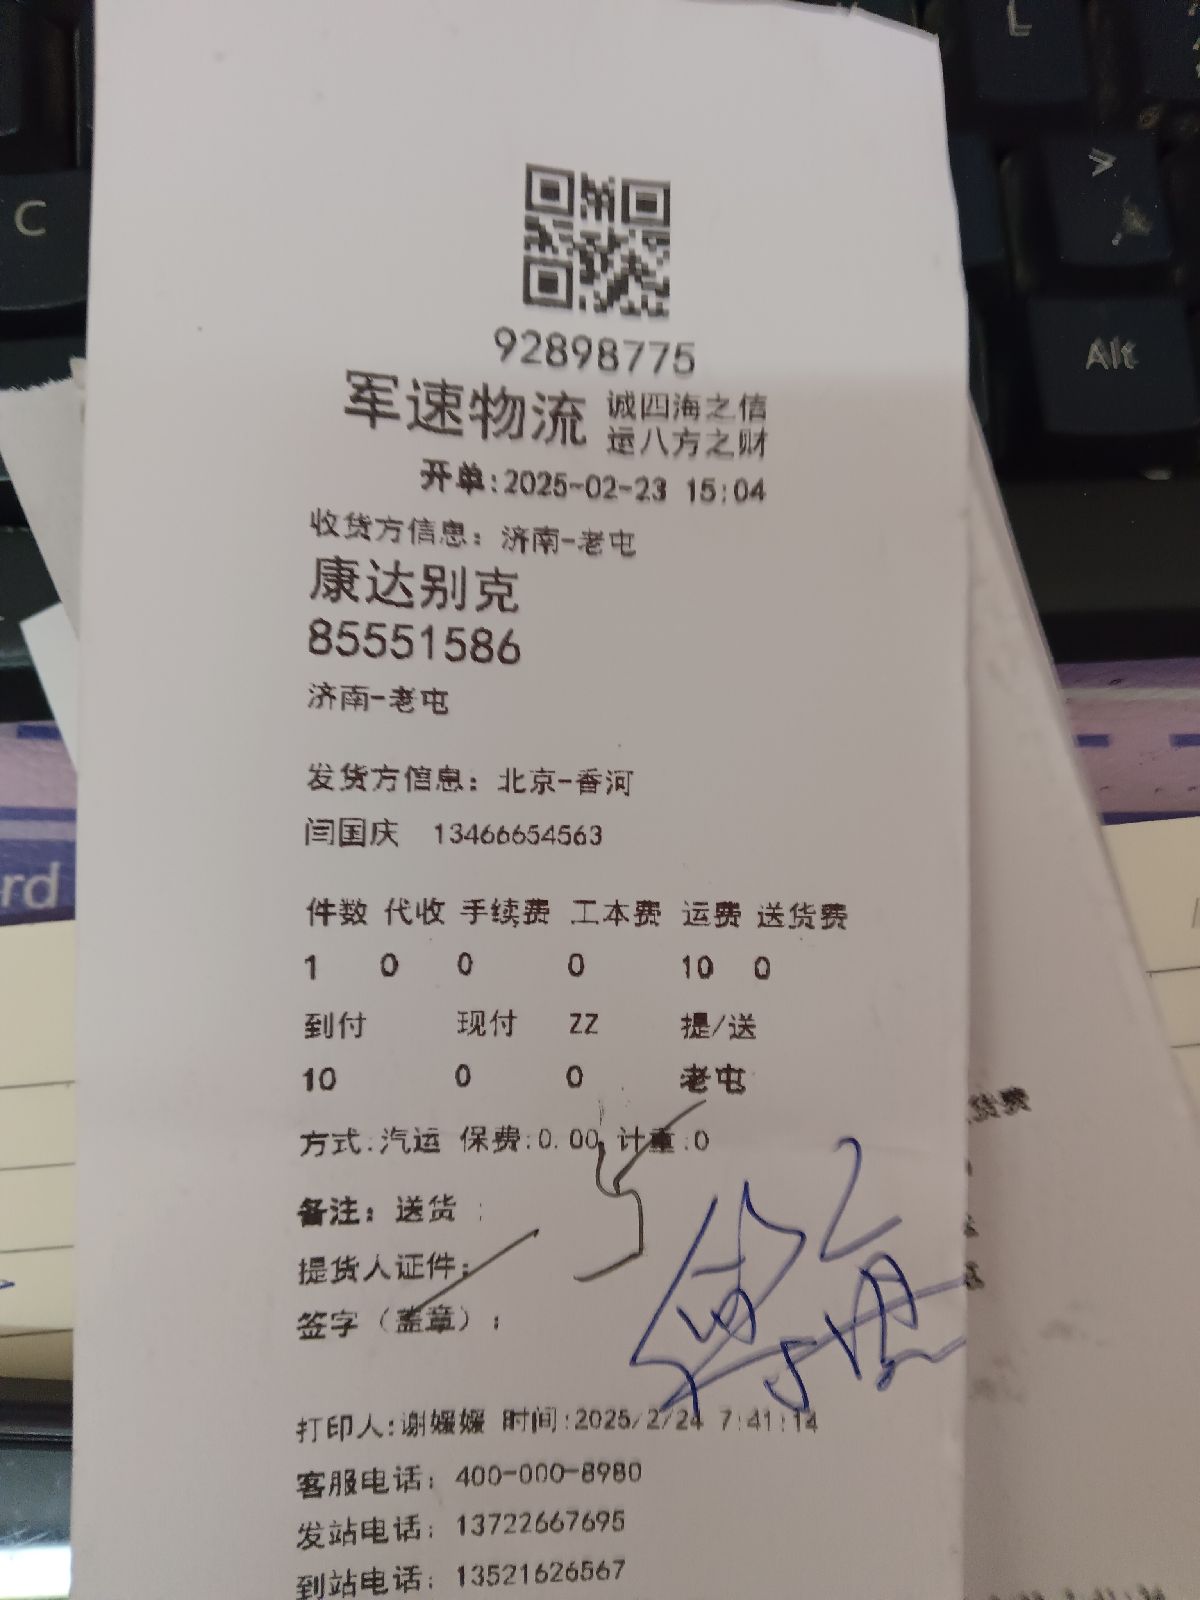 92898775
军速物流 诚四海之信
运八方之财
开单:2025-02-23 15:04
收货方信息：济南-老屯
康达别克
85551586
济南-老屯
发货方信息：北京-香河
闫国庆 13466654563
件数 代收 手续费 工本费 运费 送货费
1 0 0 0 10 0
到付 现付 ZZ 提/送
10 0 0 老屯
方式:汽运 保费:0.00 计重:0
备注：送货 :
提货人证件:
签字（盖章）:
打印人:谢媛媛 时间:2025/2/24 7:41:14
客服电话: 400-000-8980
发站电话: 13722667695
到站电话: 13521626567
货费
C
L
>
Alt
rd